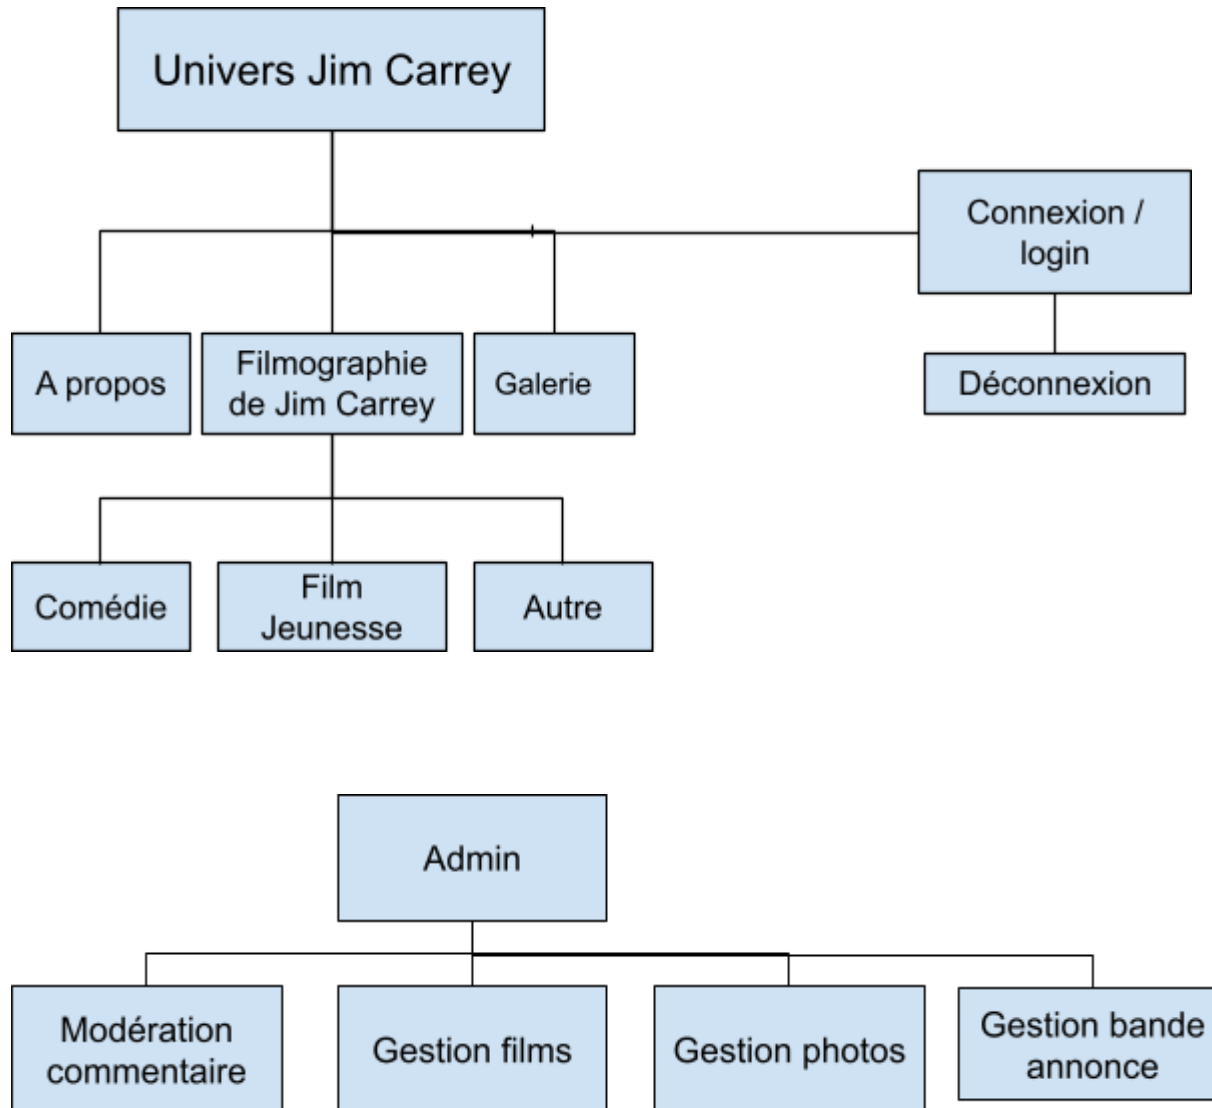 Univers Jim Carrey
Connexion /
login
Déconnexion
A propos
Filmographie
de Jim Carrey
Galerie
Comédie
Film
Jeunesse
Autre
Admin
Modération
commentaire
Gestion films
Gestion photos
Gestion bande
annonce